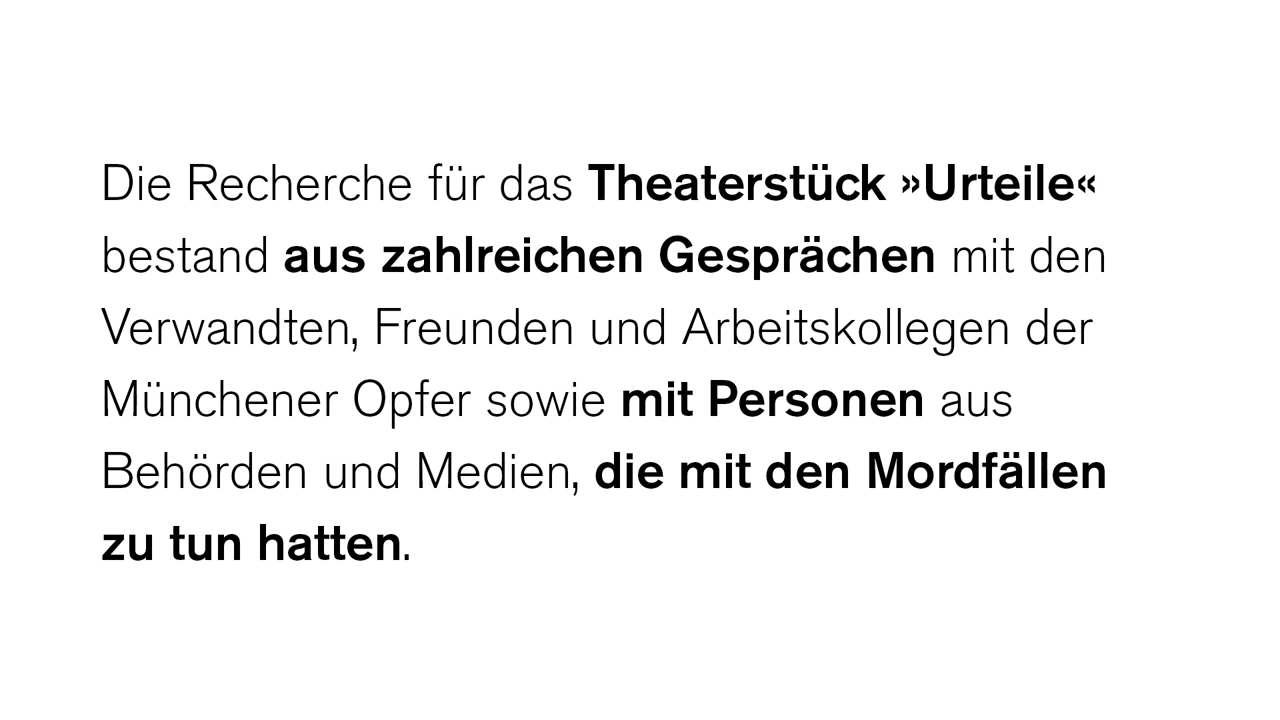 Die Recherche für das Theaterstück »Urteile«
bestand aus zahlreichen Gesprächen mit den
Verwandten, Freunden und Arbeitskollegen der
Münchener Opfer sowie mit Personen aus
Behörden und Medien, die mit den Mordfällen
zu tun hatten.